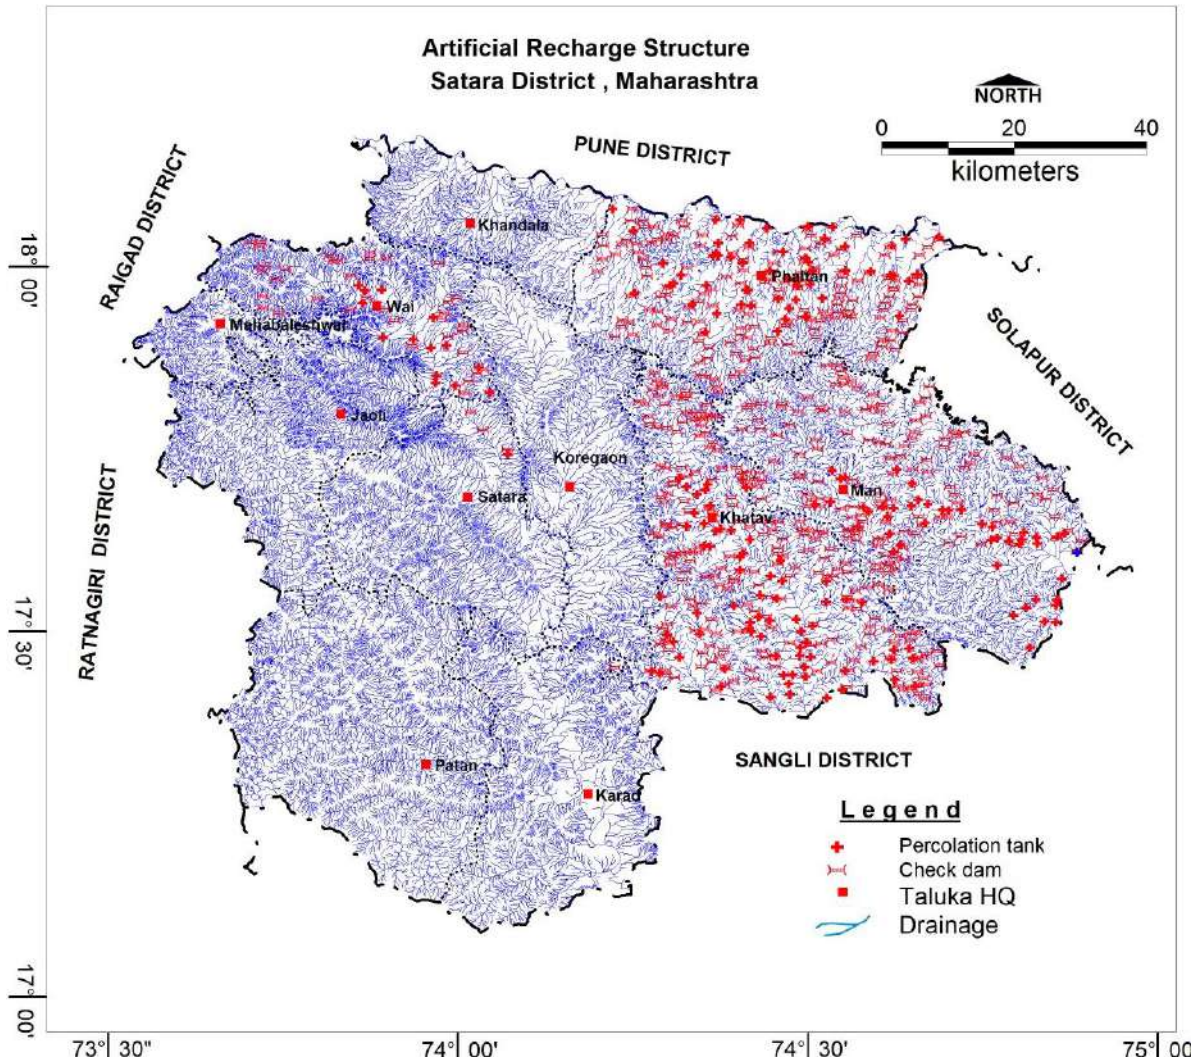 Artificial Recharge Structure
Satara District , Maharashtra
NORTH
0 20 40
kilometers
PUNE DISTRICT
RAIGAD DISTRICT
SOLAPUR DISTRICT
RATNAGIRI DISTRICT
SANGLI DISTRICT
Khandala
Phaltan
Wai
Mahabaleshwar
Jaoli
Koregaon
Satara
Man
Khatav
Patan
Karad
Legend
Percolation tank
Check dam
Taluka HQ
Drainage
18° 00'
17° 30'
17° 00'
73° 30' 74° 00' 74° 30' 75° 00